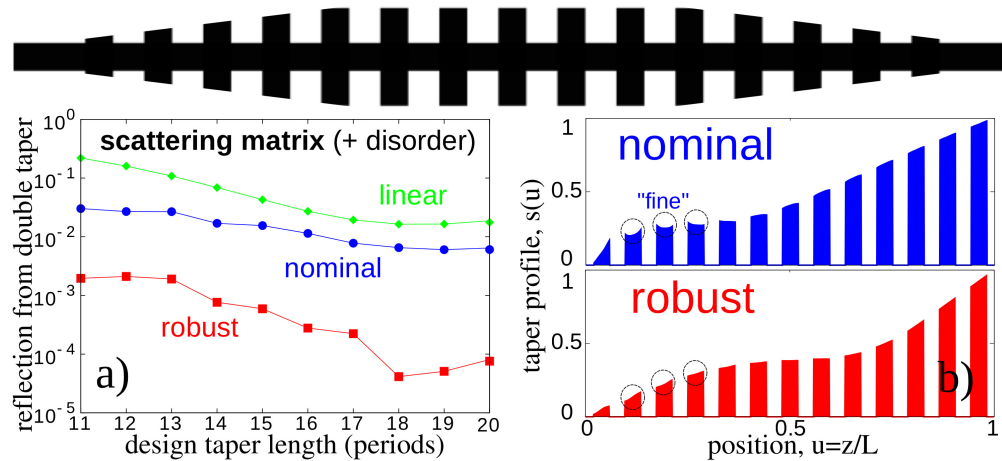 scattering matrix (+ disorder)
reflection from double taper
10^0
10^-1
10^-2
10^-3
10^-4
10^-5
linear
nominal
robust
a)
11 12 13 14 15 16 17 18 19 20
design taper length (periods)
taper profile, s(u)
1
0.5
0
nominal
"fine"
1
0.5
0
robust
b)
0 0.5 1
position, u=z/L